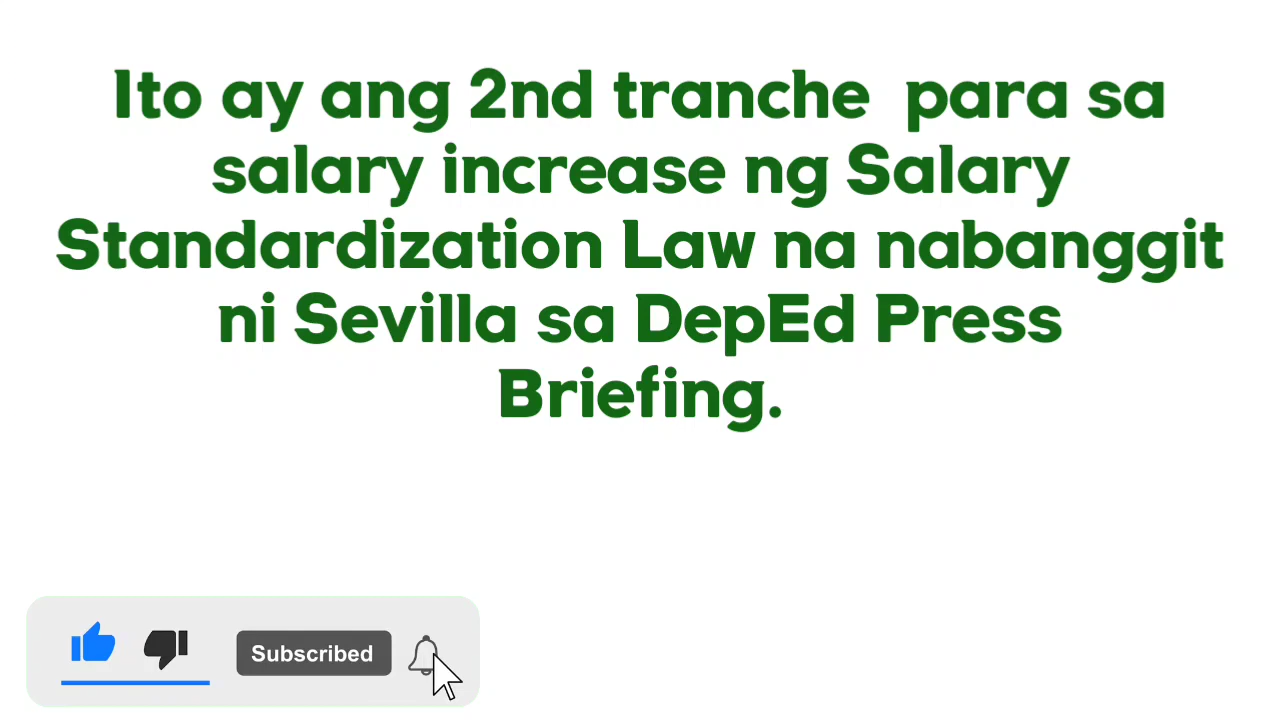 Ito ay ang 2nd tranche para sa
salary increase ng Salary
Standardization Law na nabanggit
ni Sevilla sa DepEd Press
Briefing.
Subscribed